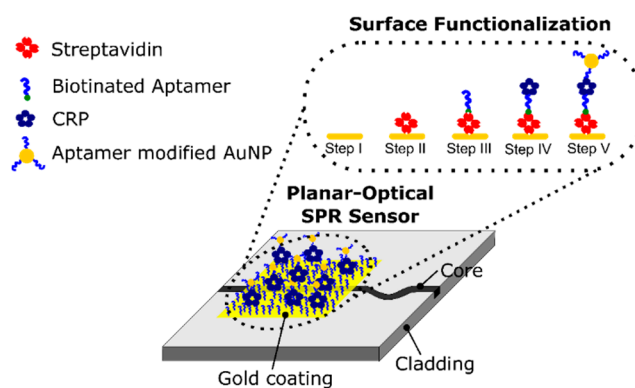 Surface Functionalization
Streptavidin
Biotinated Aptamer
CRP
Aptamer modified AuNP
Step I
Step II
Step III
Step IV
Step V
Planar-Optical
SPR Sensor
Core
Cladding
Gold coating